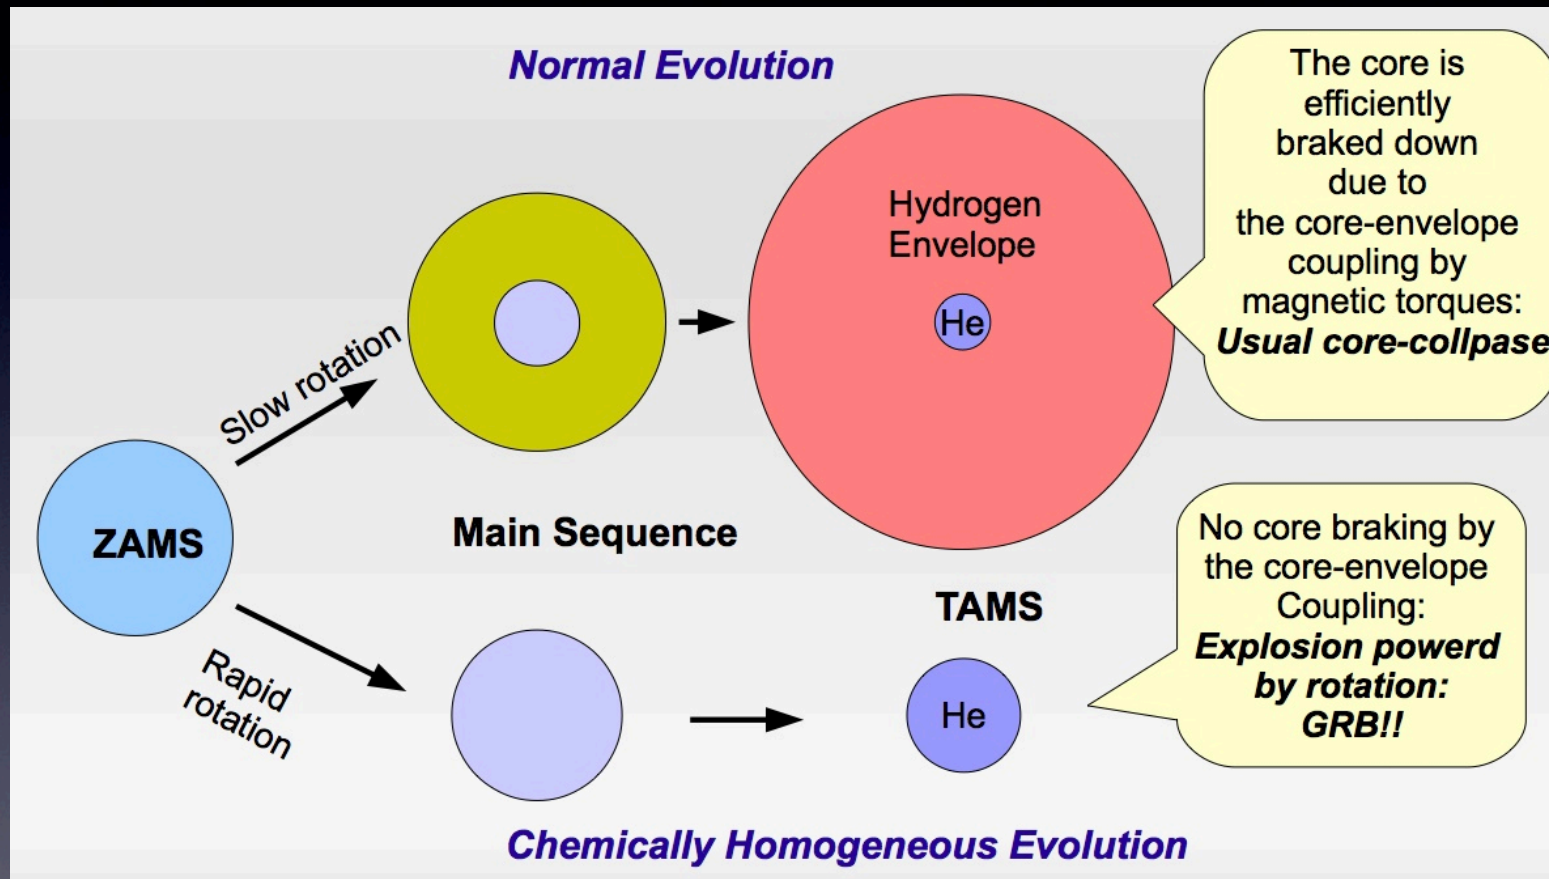 Normal Evolution
The core is
efficiently
braked down
due to
the core-envelope
coupling by
magnetic torques:
Usual core-collpase
Hydrogen
Envelope
He
Slow rotation
ZAMS
Main Sequence
Rapid
rotation
TAMS
He
No core braking by
the core-envelope
Coupling:
Explosion powerd
by rotation:
GRB!!
Chemically Homogeneous Evolution